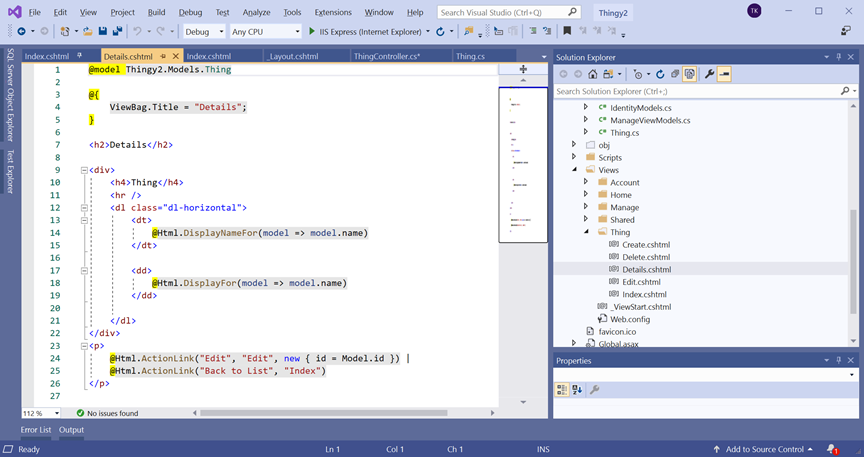 File Edit View Project Build Debug Test Analyze Tools Extensions Window Help Search Visual Studio (Ctrl+Q) Thingy2 TK
Debug Any CPU IIS Express (Internet Explorer)
Index.cshtml Details.cshtml Index.cshtml _Layout.cshtml ThingController.cs* Thing.cs
SQL Server Object Explorer
Test Explorer
1 @model Thingy2.Models.Thing
2
3 @{
4 ViewBag.Title = "Details";
5 }
6
7 <h2>Details</h2>
8
9 <div>
10 <h4>Thing</h4>
11 <hr />
12 <dl class="dl-horizontal">
13 <dt>
14 @Html.DisplayNameFor(model => model.name)
15 </dt>
16
17 <dd>
18 @Html.DisplayFor(model => model.name)
19 </dd>
20
21 </dl>
22 </div>
23 <p>
24 @Html.ActionLink("Edit", "Edit", new { id = Model.id }) |
25 @Html.ActionLink("Back to List", "Index")
26 </p>
27
112 % No issues found
Solution Explorer
Search Solution Explorer (Ctrl+;)
C# IdentityModels.cs
C# ManageViewModels.cs
C# Thing.cs
obj
Scripts
Views
Account
Home
Manage
Shared
Thing
Create.cshtml
Delete.cshtml
Details.cshtml
Edit.cshtml
Index.cshtml
_ViewStart.cshtml
Web.config
favicon.ico
Global.asax
Properties
Error List Output
Ready Ln 1 Col 1 Ch 1 INS Add to Source Control 1